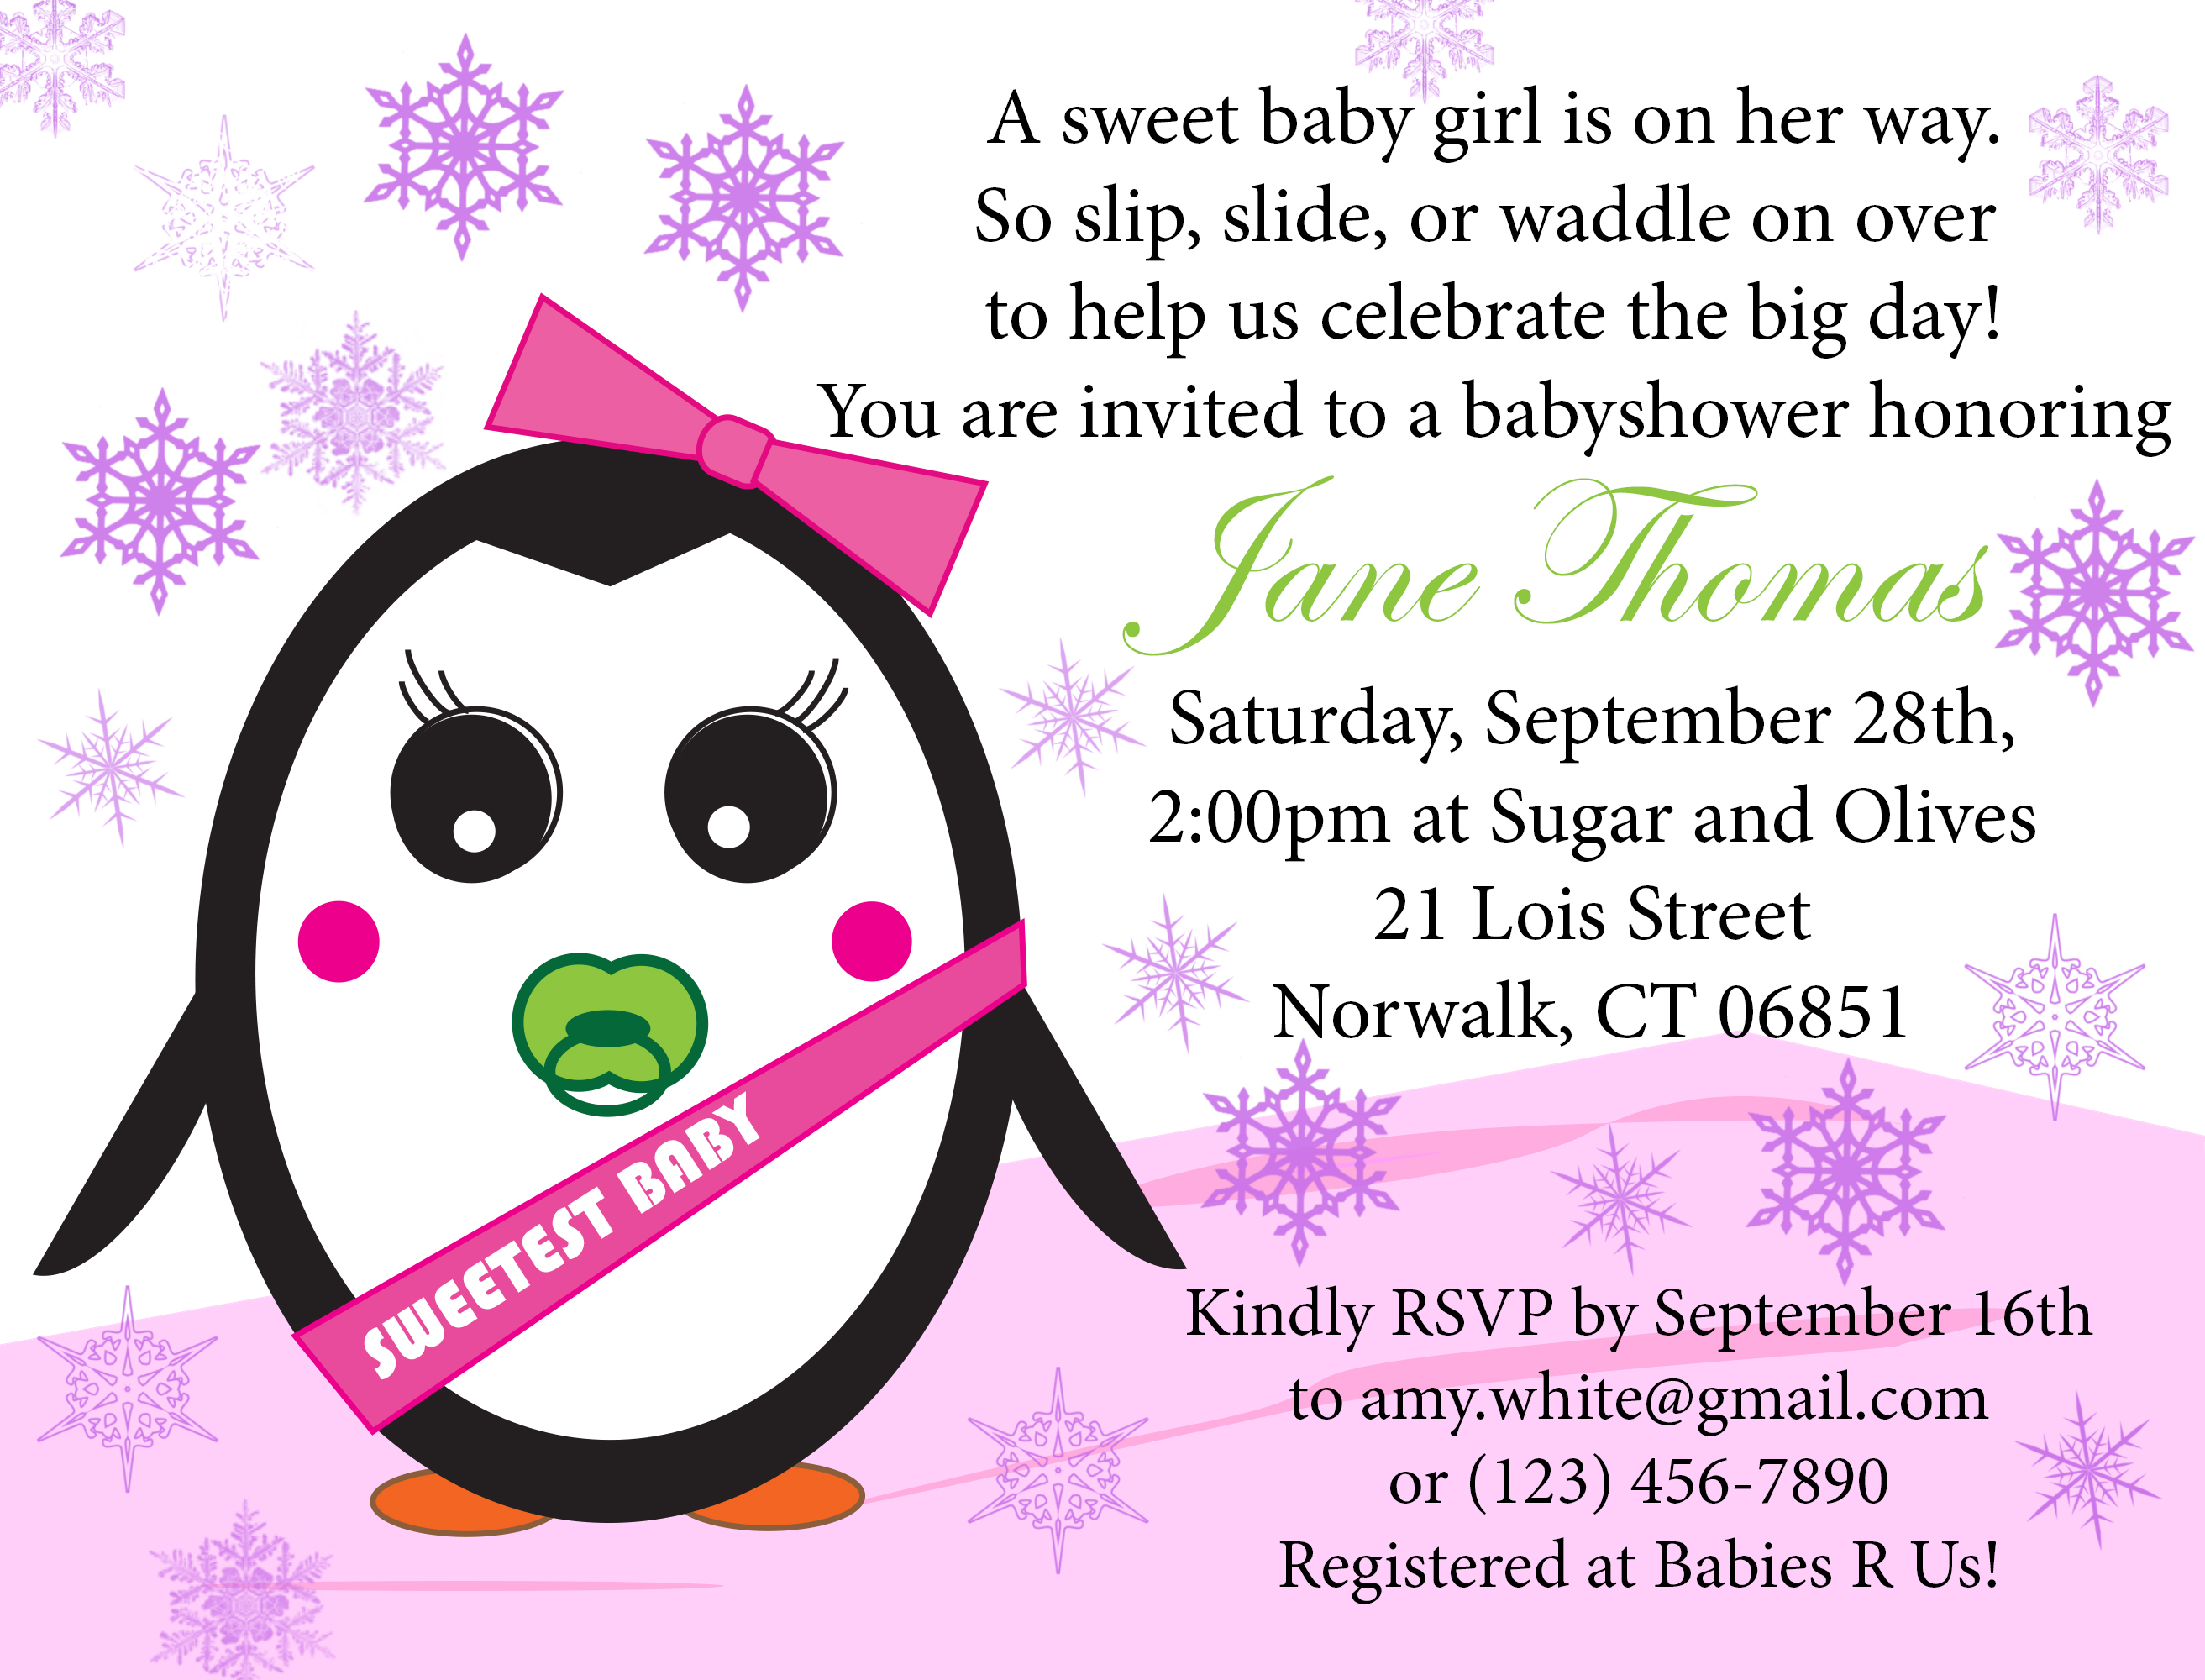 A sweet baby girl is on her way.
So slip, slide, or waddle on over
to help us celebrate the big day!
You are invited to a babyshower honoring
Jane Thomas
Saturday, September 28th,
2:00pm at Sugar and Olives
21 Lois Street
Norwalk, CT 06851
SWEETEST BABY
Kindly RSVP by September 16th
to amy.white@gmail.com
or (123) 456-7890
Registered at Babies R Us!